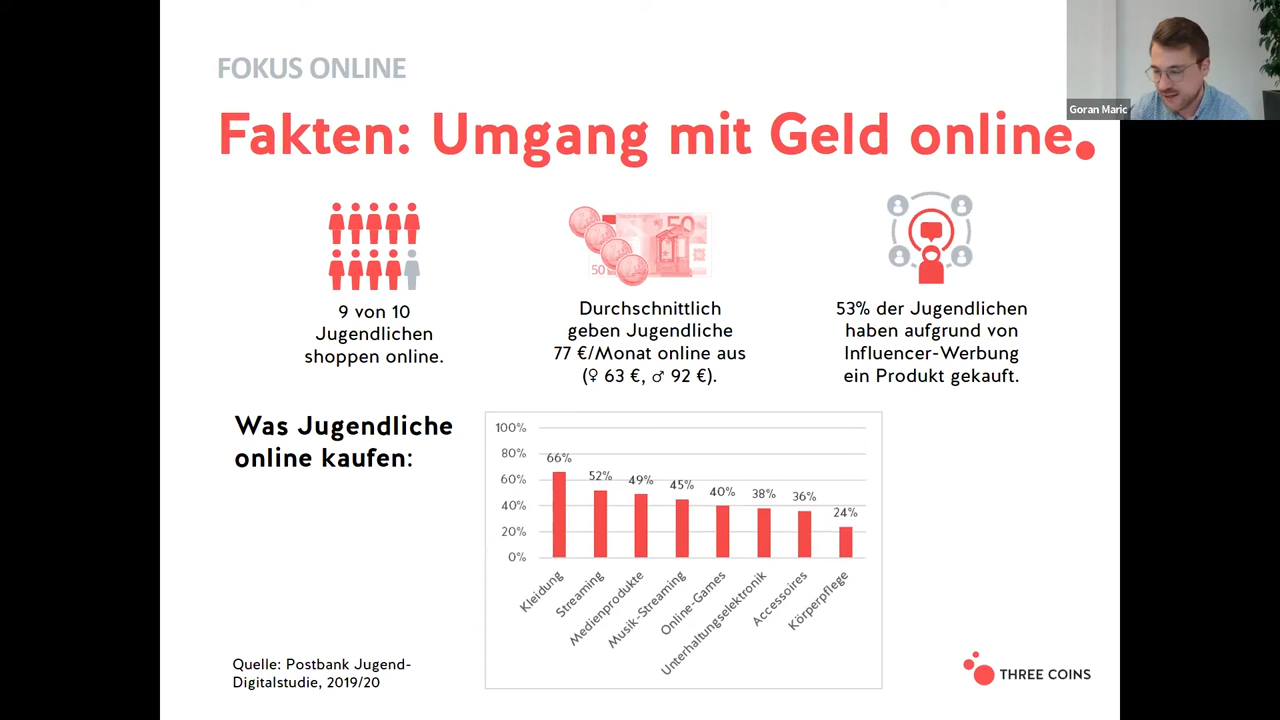 FOKUS ONLINE
Goran Maric
Fakten: Umgang mit Geld online.
9 von 10
Jugendlichen
shoppen online.
50
50
Durchschnittlich
geben Jugendliche
77 €/Monat online aus
(♀ 63 €, ♂ 92 €).
53% der Jugendlichen
haben aufgrund von
Influencer-Werbung
ein Produkt gekauft.
Was Jugendliche
online kaufen:
100%
80%
60%
40%
20%
0%
66%
52%
49%
45%
40%
38%
36%
24%
Kleidung
Streaming
Medienprodukte
Musik-Streaming
Online-Games
Unterhaltungselektronik
Accessoires
Körperpflege
Quelle: Postbank Jugend-
Digitalstudie, 2019/20
THREE COINS